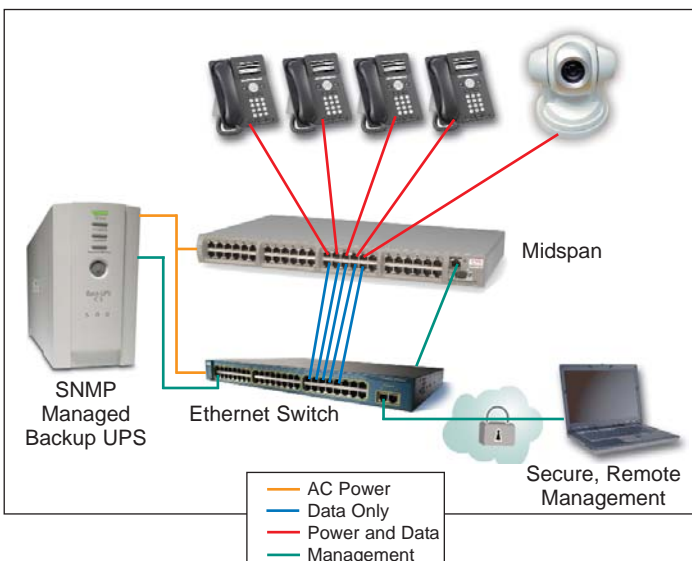 Midspan
SNMP
Managed
Backup UPS
Ethernet Switch
Secure, Remote
Management
AC Power
Data Only
Power and Data
Management